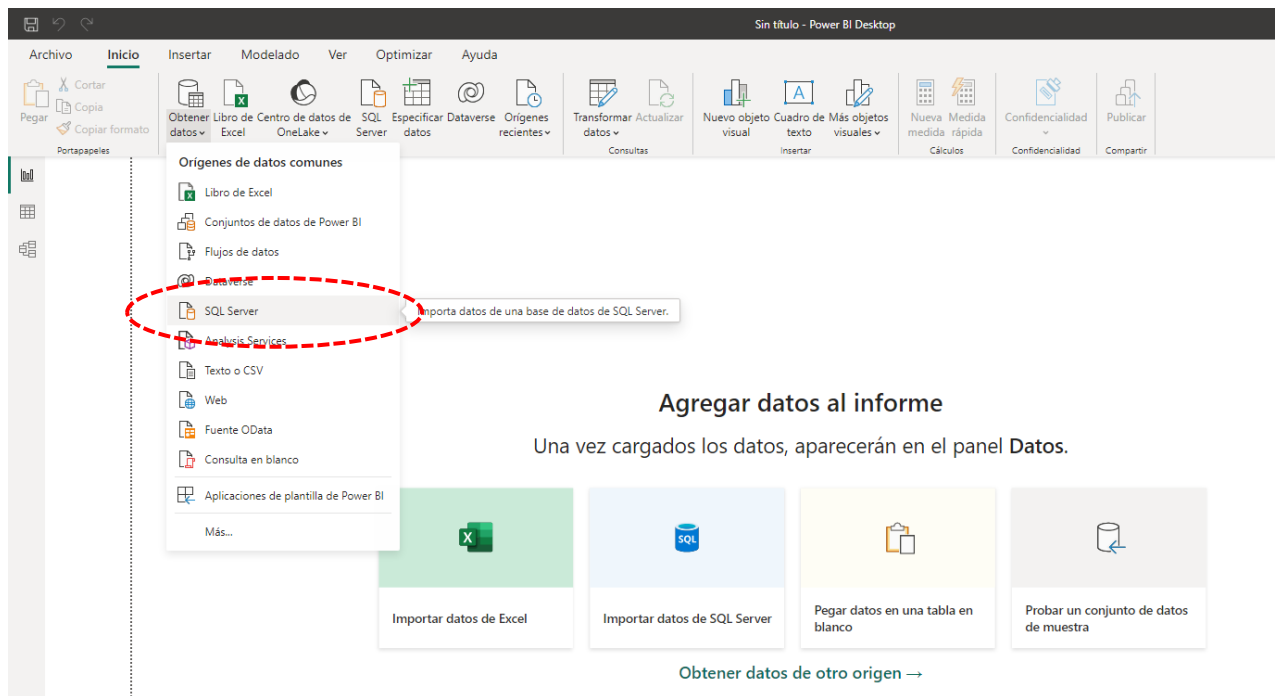 Sin título - Power BI Desktop
Archivo Inicio Insertar Modelado Ver Optimizar Ayuda
Pegar
Cortar
Copia
Copiar formato
Portapapeles
Obtener
datos
Libro de
Excel
Centro de datos de
OneLake
SQL
Server
Especificar
datos
Dataverse
Orígenes
recientes
Transformar
datos
Actualizar
Consultas
Nuevo objeto
visual
A
Cuadro de
texto
Más objetos
visuales
Insertar
Nueva
medida
Medida
rápida
Cálculos
Confidencialidad
Confidencialidad
Publicar
Compartir
Orígenes de datos comunes
Libro de Excel
Conjuntos de datos de Power BI
Flujos de datos
Dataverse
SQL Server
Importa datos de una base de datos de SQL Server.
Analysis Services
Texto o CSV
Web
Fuente OData
Consulta en blanco
Aplicaciones de plantilla de Power BI
Más...
Agregar datos al informe
Una vez cargados los datos, aparecerán en el panel Datos.
X
SQL
Importar datos de Excel
Importar datos de SQL Server
Pegar datos en una tabla en
blanco
Probar un conjunto de datos
de muestra
Obtener datos de otro origen →